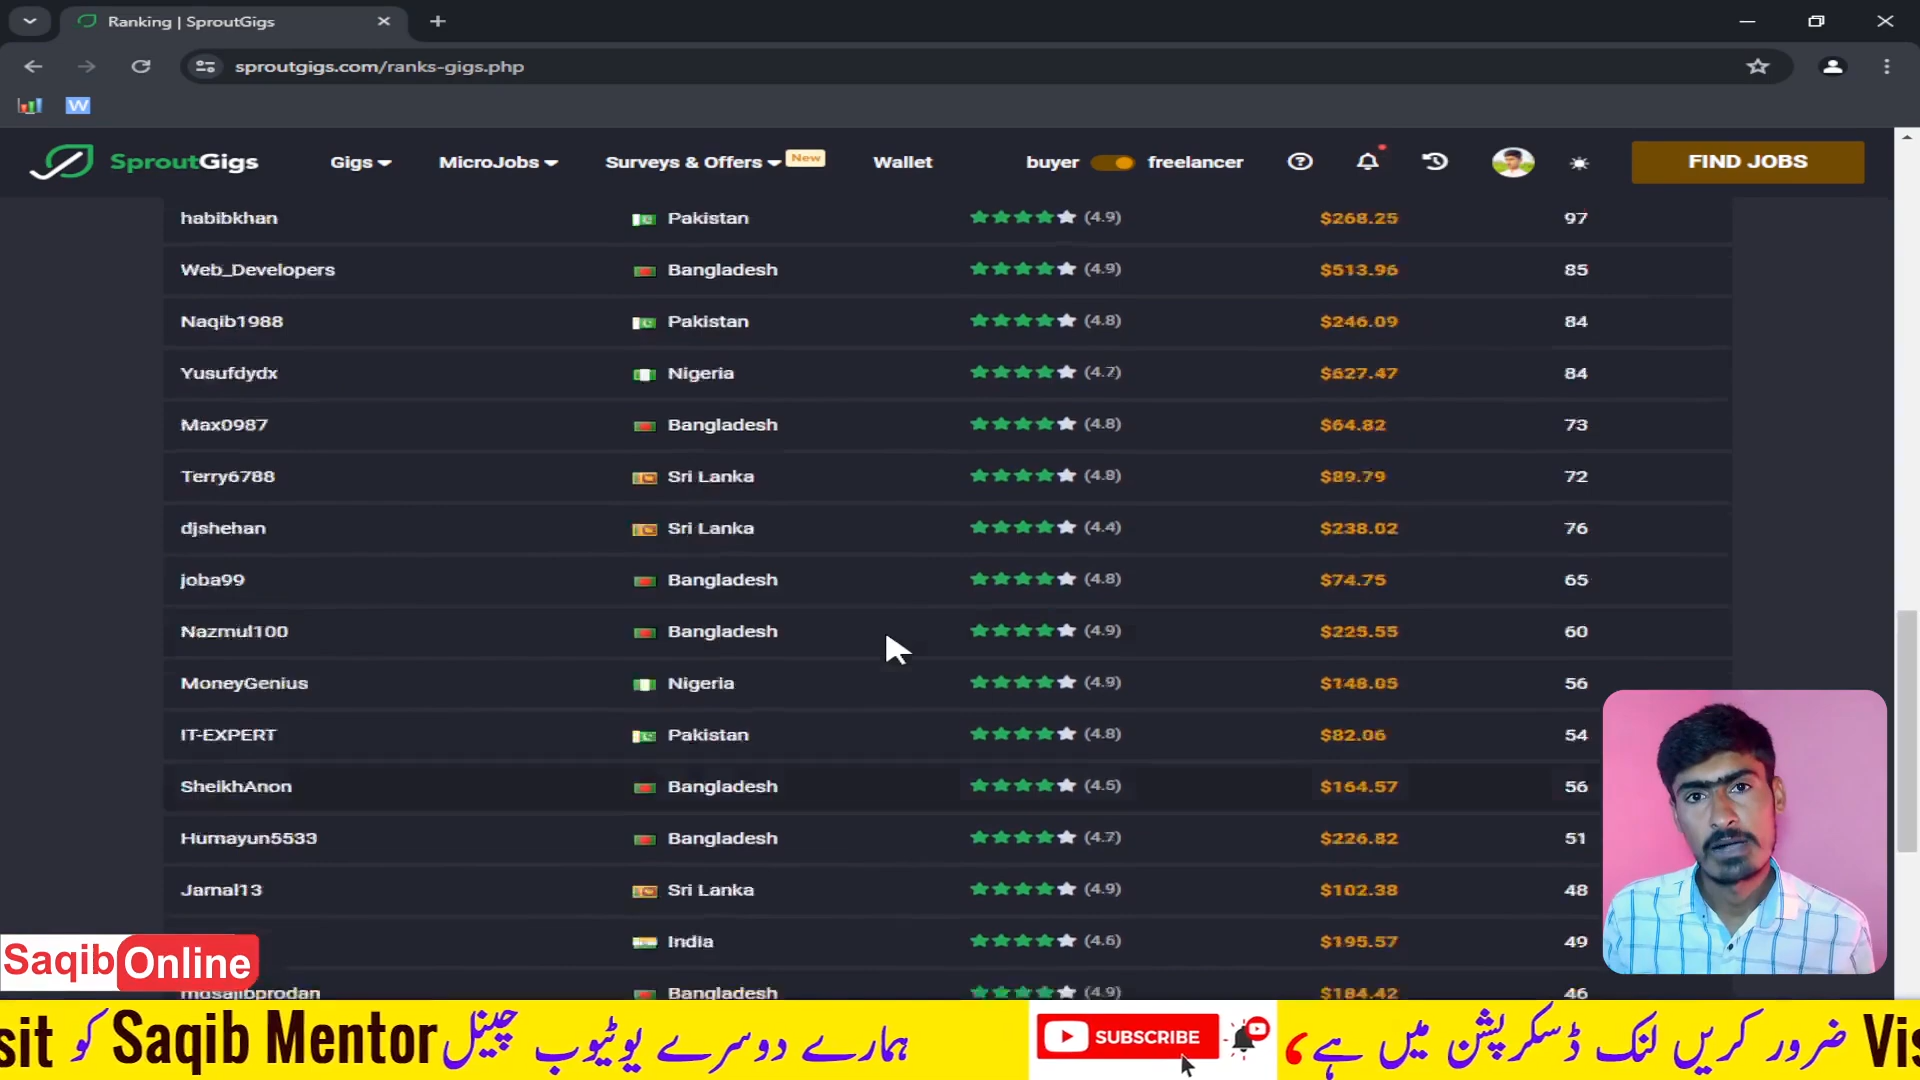 Ranking | SproutGigs
sproutgigs.com/ranks-gigs.php
W
SproutGigs Gigs MicroJobs Surveys & Offers New Wallet buyer freelancer FIND JOBS
habibkhan Pakistan (4.9) $268.25 97
Web_Developers Bangladesh (4.9) $513.96 85
Naqib1988 Pakistan (4.8) $246.09 84
Yusufdydx Nigeria (4.7) $627.47 84
Max0987 Bangladesh (4.8) $64.82 73
Terry6788 Sri Lanka (4.8) $89.79 72
djshehan Sri Lanka (4.4) $238.02 76
joba99 Bangladesh (4.8) $74.75 65
Nazmul100 Bangladesh (4.9) $225.55 60
MoneyGenius Nigeria (4.9) $148.05 56
IT-EXPERT Pakistan (4.8) $82.06 54
SheikhAnon Bangladesh (4.5) $164.57 56
Humayun5533 Bangladesh (4.7) $226.82 51
Jamal13 Sri Lanka (4.9) $102.38 48
India (4.6) $195.57 49
Saqib Online
mdsajibprodan Bangladesh (4.9) $184.42 46
ہمارے دوسرے یوٹیوب چینل Saqib Mentor کو sit
SUBSCRIBE
Vis ضرور کریں لنک ڈسکرپشن میں ہے،